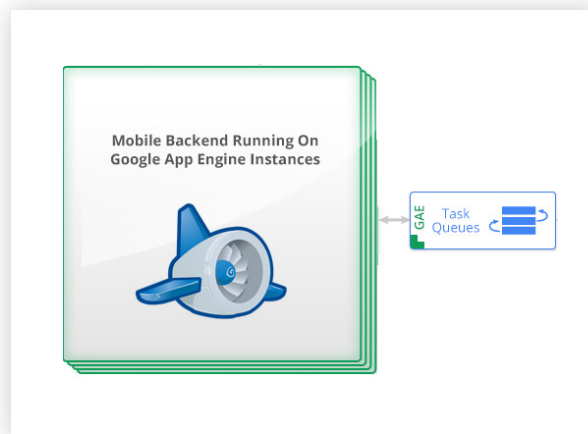 Mobile Backend Running On
Google App Engine Instances
GAE
Task
Queues